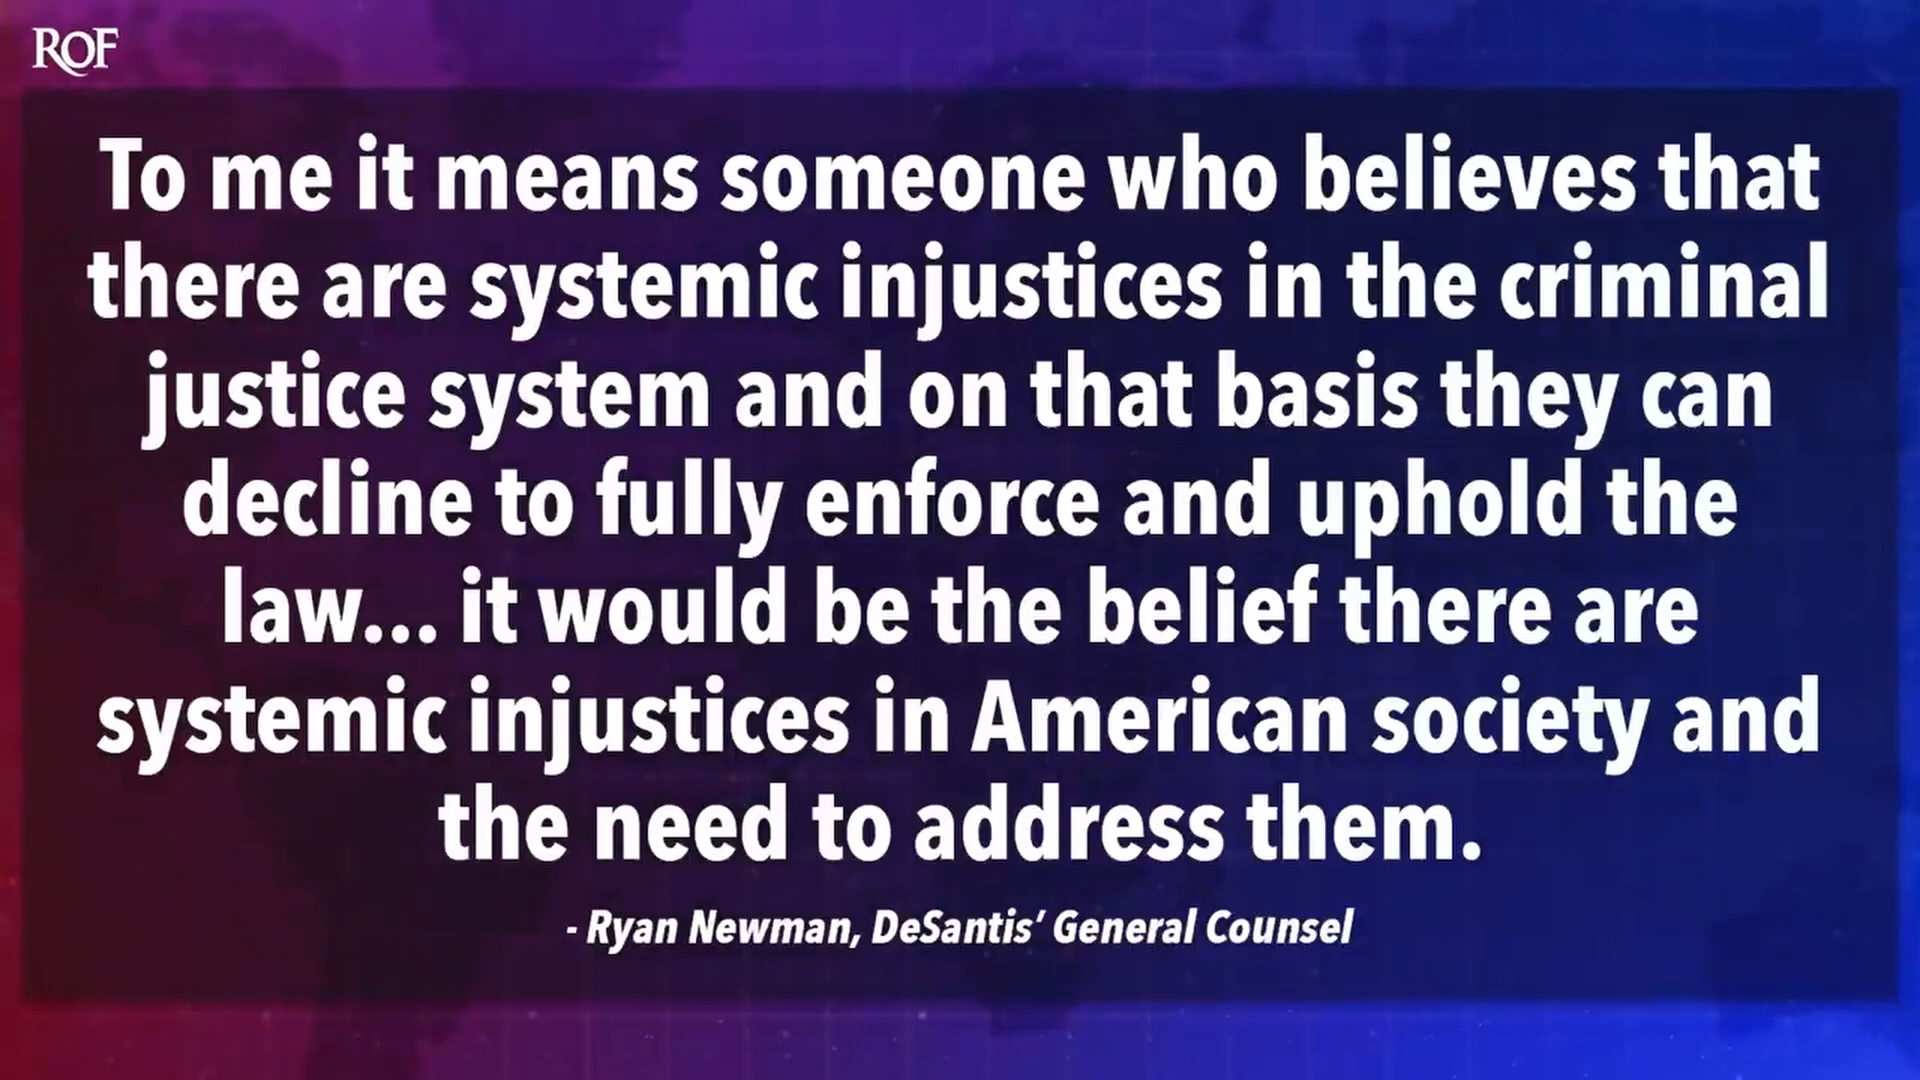 ROF
To me it means someone who believes that
there are systemic injustices in the criminal
justice system and on that basis they can
decline to fully enforce and uphold the
law... it would be the belief there are
systemic injustices in American society and
the need to address them.
- Ryan Newman, DeSantis' General Counsel